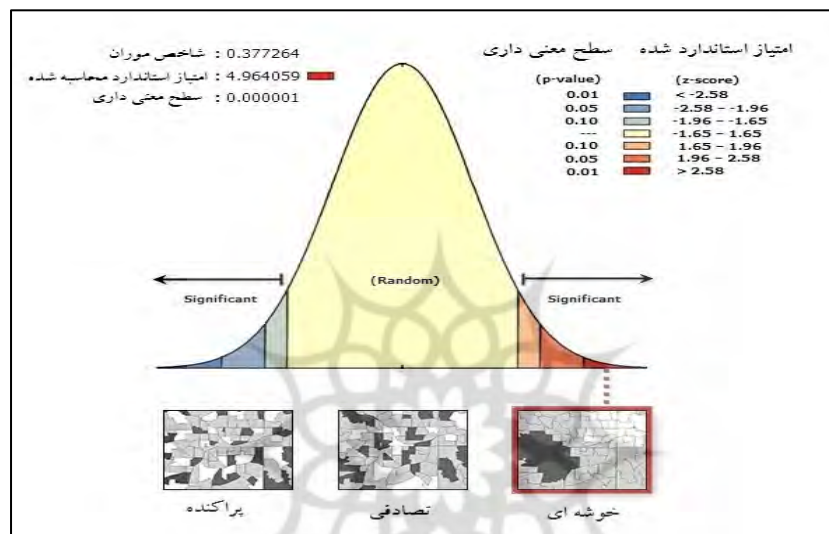 شاخص موران : 0.377264
امتیاز استاندارد محاسبه شده : 4.964059
سطح معنی داری : 0.000001
سطح معنی داری امتیاز استاندارد شده
(p-value) (z-score)
0.01 < -2.58
0.05 -2.58 – -1.96
0.10 -1.96 – -1.65
--- -1.65 – 1.65
0.10 1.65 – 1.96
0.05 1.96 – 2.58
0.01 > 2.58
Significant (Random) Significant
پراکنده تصادفی خوشه ای